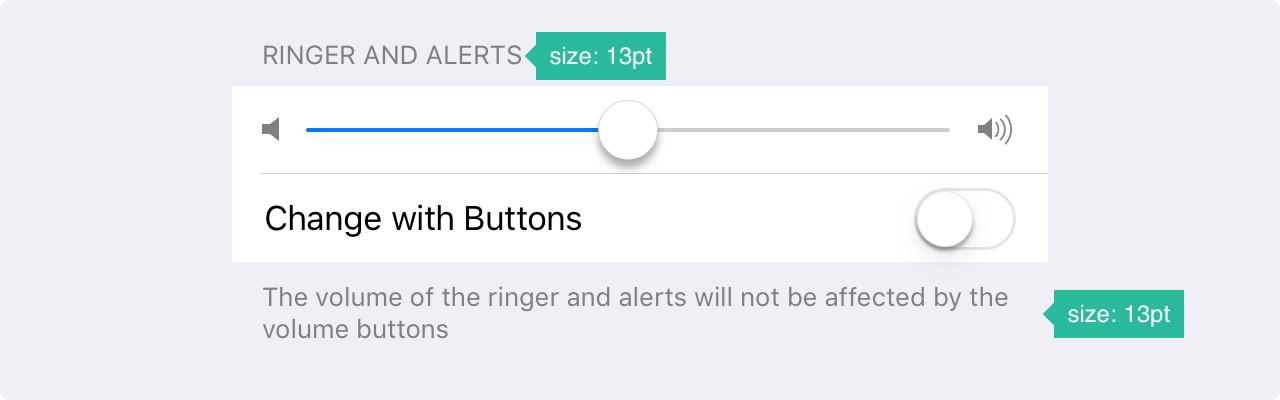 RINGER AND ALERTS
size: 13pt
Change with Buttons
The volume of the ringer and alerts will not be affected by the
volume buttons
size: 13pt